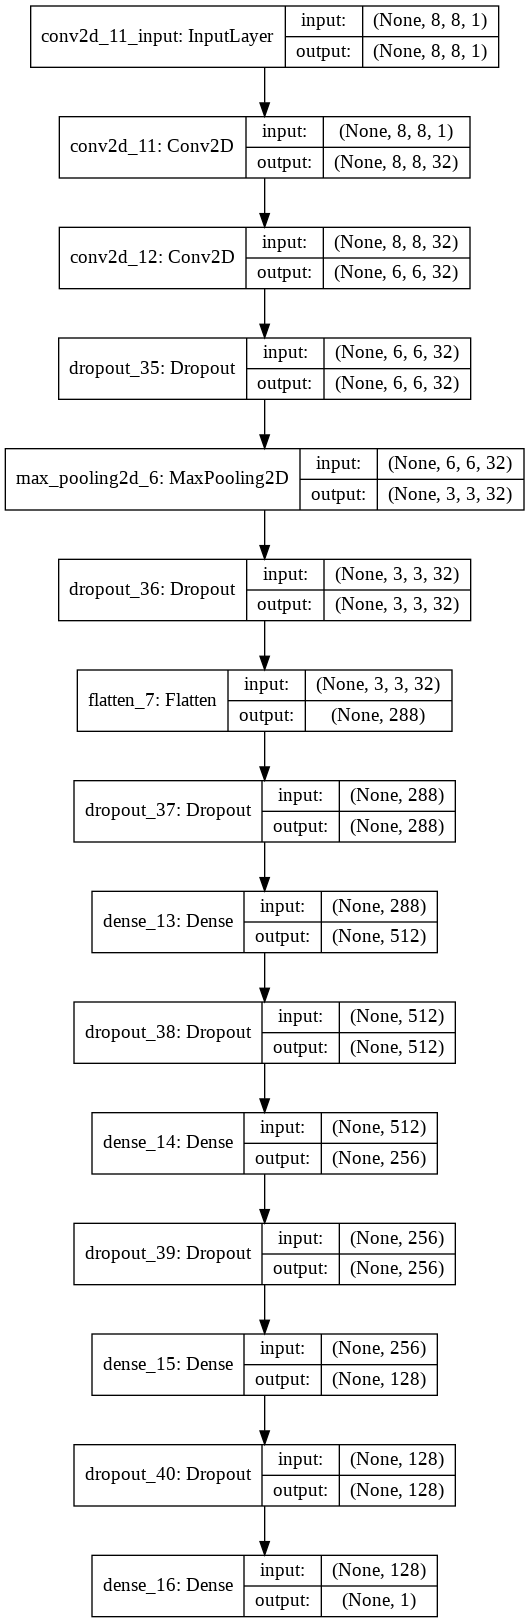 conv2d_11_input: InputLayer
input: (None, 8, 8, 1)
output: (None, 8, 8, 1)
conv2d_11: Conv2D
input: (None, 8, 8, 1)
output: (None, 8, 8, 32)
conv2d_12: Conv2D
input: (None, 8, 8, 32)
output: (None, 6, 6, 32)
dropout_35: Dropout
input: (None, 6, 6, 32)
output: (None, 6, 6, 32)
max_pooling2d_6: MaxPooling2D
input: (None, 6, 6, 32)
output: (None, 3, 3, 32)
dropout_36: Dropout
input: (None, 3, 3, 32)
output: (None, 3, 3, 32)
flatten_7: Flatten
input: (None, 3, 3, 32)
output: (None, 288)
dropout_37: Dropout
input: (None, 288)
output: (None, 288)
dense_13: Dense
input: (None, 288)
output: (None, 512)
dropout_38: Dropout
input: (None, 512)
output: (None, 512)
dense_14: Dense
input: (None, 512)
output: (None, 256)
dropout_39: Dropout
input: (None, 256)
output: (None, 256)
dense_15: Dense
input: (None, 256)
output: (None, 128)
dropout_40: Dropout
input: (None, 128)
output: (None, 128)
dense_16: Dense
input: (None, 128)
output: (None, 1)